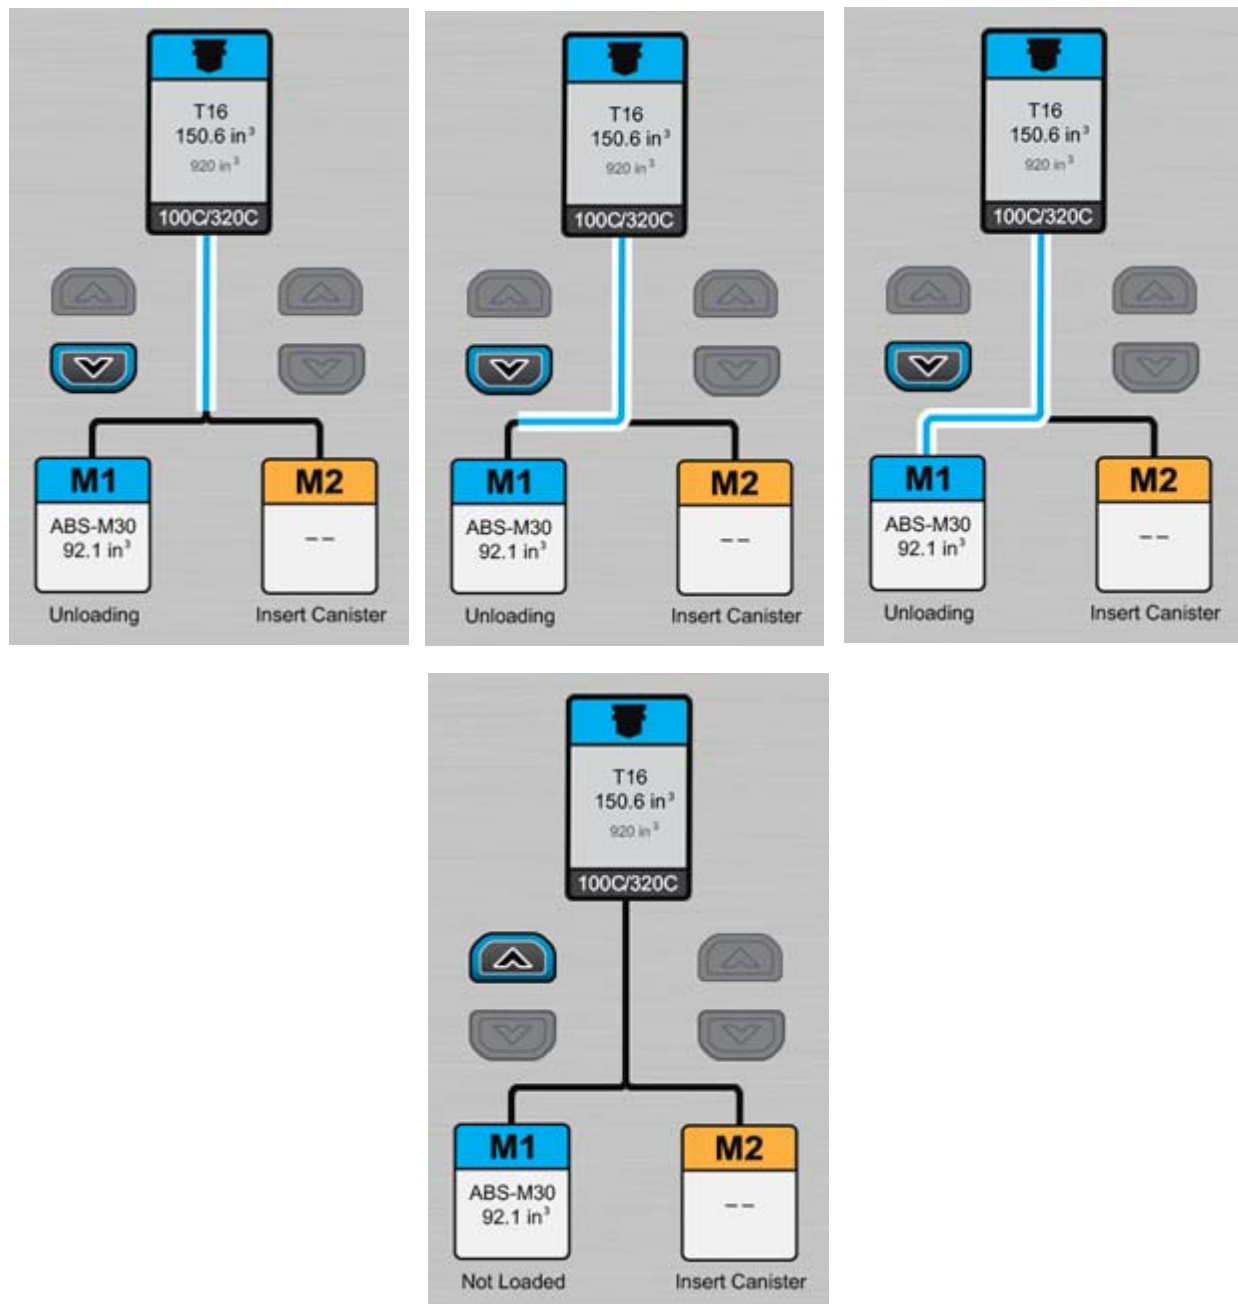 T16
150.6 in³
920 in³
100C/320C
M1
ABS-M30
92.1 in³
Unloading
M2
--
Insert Canister
T16
150.6 in³
920 in³
100C/320C
M1
ABS-M30
92.1 in³
Unloading
M2
--
Insert Canister
T16
150.6 in³
920 in³
100C/320C
M1
ABS-M30
92.1 in³
Unloading
M2
--
Insert Canister
T16
150.6 in³
920 in³
100C/320C
M1
ABS-M30
92.1 in³
Not Loaded
M2
--
Insert Canister